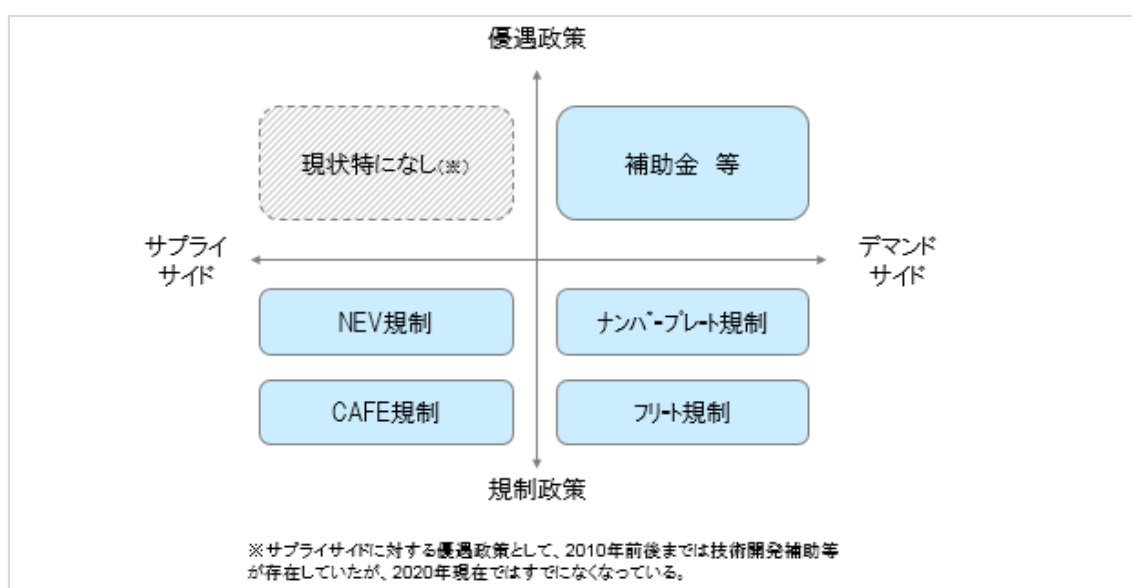 優遇政策
現状特になし(※)
補助金 等
サプライ
サイド
デマンド
サイド
NEV規制
ナンバープレート規制
CAFE規制
フリート規制
規制政策
※サプライサイドに対する優遇政策として、2010年前後までは技術開発補助等
が存在していたが、2020年現在ではすでになくなっている。